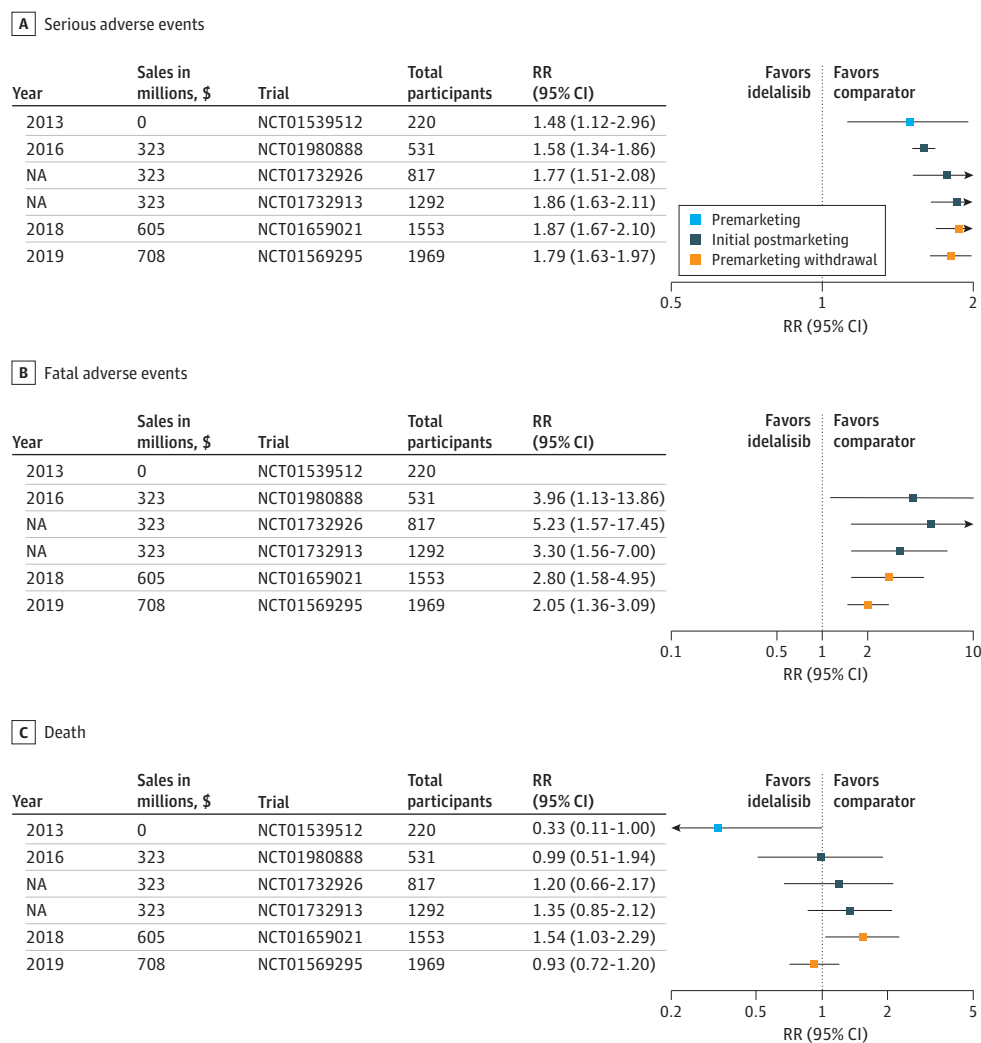 A Serious adverse events
Sales in Total RR Favors Favors
Year millions, $ Trial participants (95% CI) idelalisib comparator
2013 0 NCT01539512 220 1.48 (1.12-2.96)
2016 323 NCT01980888 531 1.58 (1.34-1.86)
NA 323 NCT01732926 817 1.77 (1.51-2.08)
NA 323 NCT01732913 1292 1.86 (1.63-2.11)
2018 605 NCT01659021 1553 1.87 (1.67-2.10)
2019 708 NCT01569295 1969 1.79 (1.63-1.97)
Premarketing
Initial postmarketing
Premarketing withdrawal
0.5 1 2
RR (95% CI)
B Fatal adverse events
Sales in Total RR Favors Favors
Year millions, $ Trial participants (95% CI) idelalisib comparator
2013 0 NCT01539512 220
2016 323 NCT01980888 531 3.96 (1.13-13.86)
NA 323 NCT01732926 817 5.23 (1.57-17.45)
NA 323 NCT01732913 1292 3.30 (1.56-7.00)
2018 605 NCT01659021 1553 2.80 (1.58-4.95)
2019 708 NCT01569295 1969 2.05 (1.36-3.09)
0.1 0.5 1 2 10
RR (95% CI)
C Death
Sales in Total RR Favors Favors
Year millions, $ Trial participants (95% CI) idelalisib comparator
2013 0 NCT01539512 220 0.33 (0.11-1.00)
2016 323 NCT01980888 531 0.99 (0.51-1.94)
NA 323 NCT01732926 817 1.20 (0.66-2.17)
NA 323 NCT01732913 1292 1.35 (0.85-2.12)
2018 605 NCT01659021 1553 1.54 (1.03-2.29)
2019 708 NCT01569295 1969 0.93 (0.72-1.20)
0.2 0.5 1 2 5
RR (95% CI)